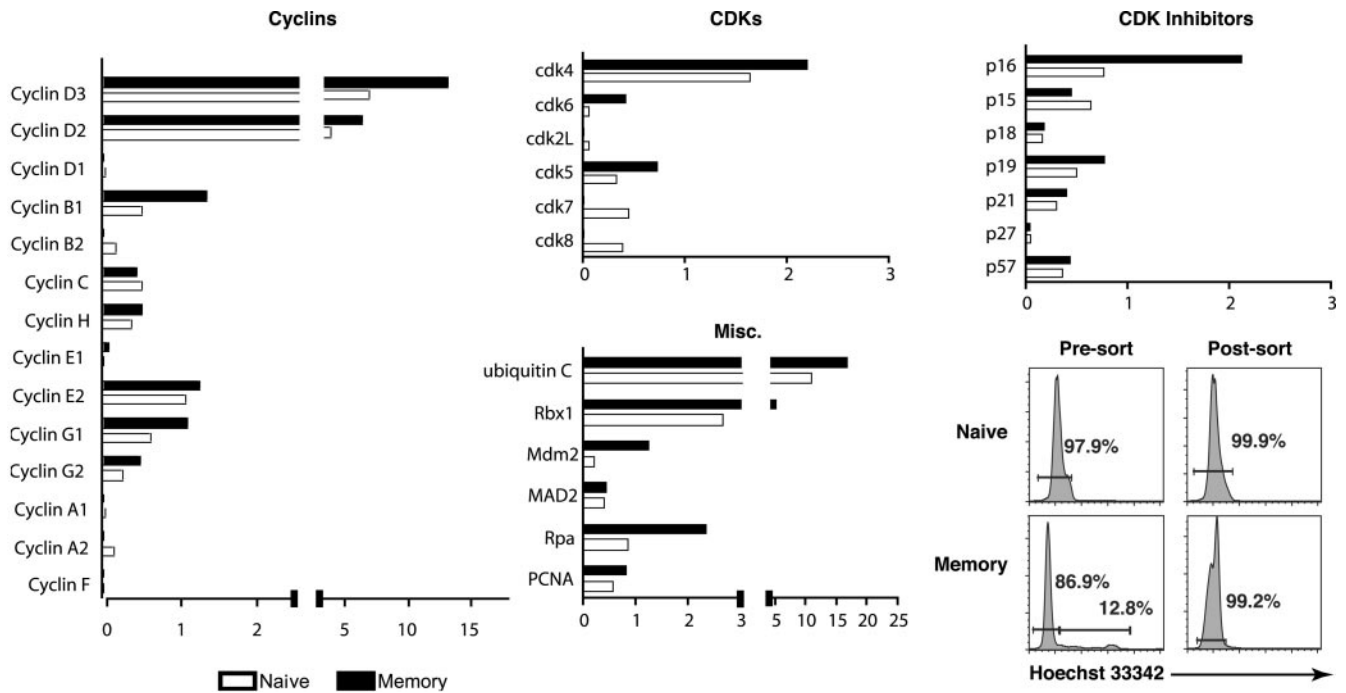 Cyclins
Cyclin D3
Cyclin D2
Cyclin D1
Cyclin B1
Cyclin B2
Cyclin C
Cyclin H
Cyclin E1
Cyclin E2
Cyclin G1
Cyclin G2
Cyclin A1
Cyclin A2
Cyclin F
0 1 2 5 10 15
Naive Memory
CDKs
cdk4
cdk6
cdk2L
cdk5
cdk7
cdk8
0 1 2 3
Misc.
ubiquitin C
Rbx1
Mdm2
MAD2
Rpa
PCNA
0 1 2 3 5 10 15 20 25
CDK Inhibitors
p16
p15
p18
p19
p21
p27
p57
0 1 2 3
Pre-sort Post-sort
Naive
97.9% 99.9%
Memory
86.9% 12.8% 99.2%
Hoechst 33342